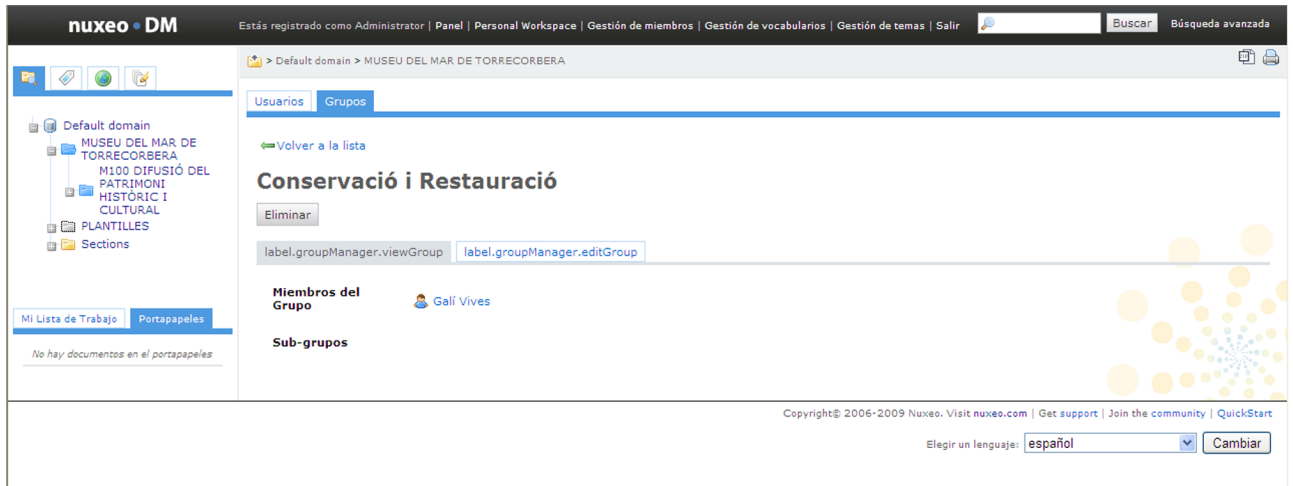 nuxeo DM
Estás registrado como Administrator | Panel | Personal Workspace | Gestión de miembros | Gestión de vocabularios | Gestión de temas | Salir
Buscar
Búsqueda avanzada
> Default domain > MUSEU DEL MAR DE TORRECORBERA
Usuarios
Grupos
Default domain
MUSEU DEL MAR DE
TORRECORBERA
M100 DIFUSIÓ DEL
PATRIMONI
HISTÒRIC I
CULTURAL
PLANTILLES
Sections
Mi Lista de Trabajo
Portapapeles
No hay documentos en el portapapeles
Volver a la lista
Conservació i Restauració
Eliminar
label.groupManager.viewGroup
label.groupManager.editGroup
Miembros del
Grupo
Galí Vives
Sub-grupos
Copyright© 2006-2009 Nuxeo. Visit nuxeo.com | Get support | Join the community | QuickStart
Elegir un lenguaje:
español
Cambiar